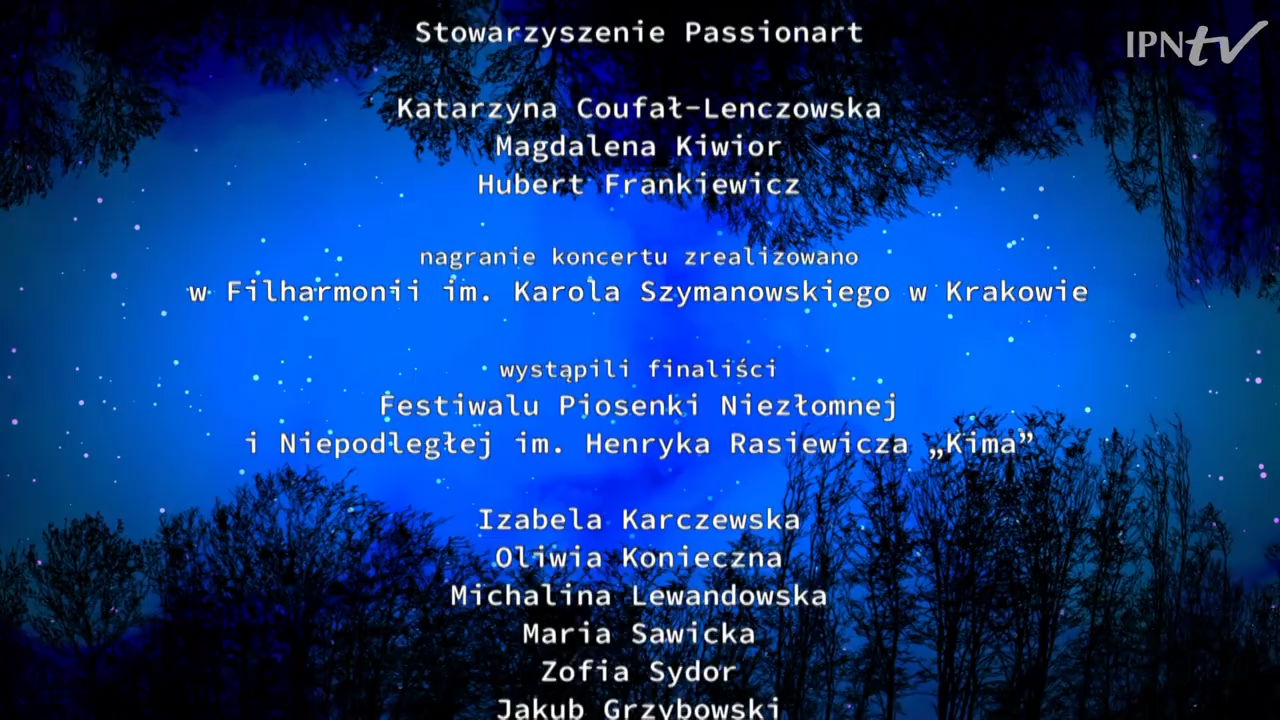 Stowarzyszenie Passionart
IPNtv
Katarzyna Coufał-Lenczowska
Magdalena Kiwior
Hubert Frankiewicz
nagranie koncertu zrealizowano
w Filharmonii im. Karola Szymanowskiego w Krakowie
wystąpili finaliści
Festiwalu Piosenki Niezłomnej
i Niepodległej im. Henryka Rasiewicza „Kima”
Izabela Karczewska
Oliwia Konieczna
Michalina Lewandowska
Maria Sawicka
Zofia Sydor
Jakub Grzybowski